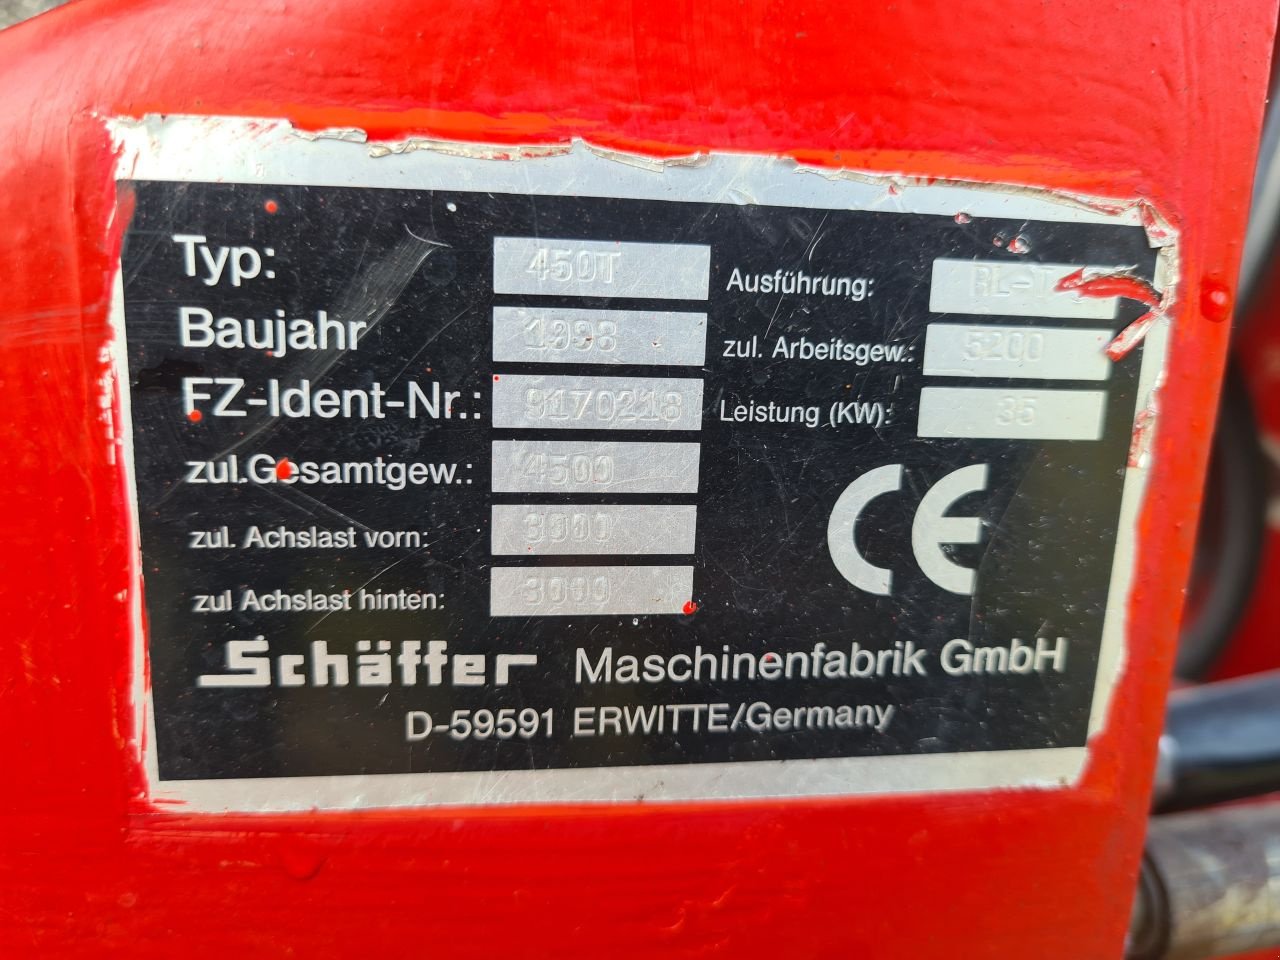 Typ: 450T
Baujahr 1998
FZ-Ident-Nr.: 9170218
zul.Gesamtgew.: 4500
zul. Achslast vorn: 3000
zul Achslast hinten: 3000
Ausführung: RL-T
zul. Arbeitsgew.: 5200
Leistung (KW): 35
CE
Schäffer Maschinenfabrik GmbH
D-59591 ERWITTE/Germany